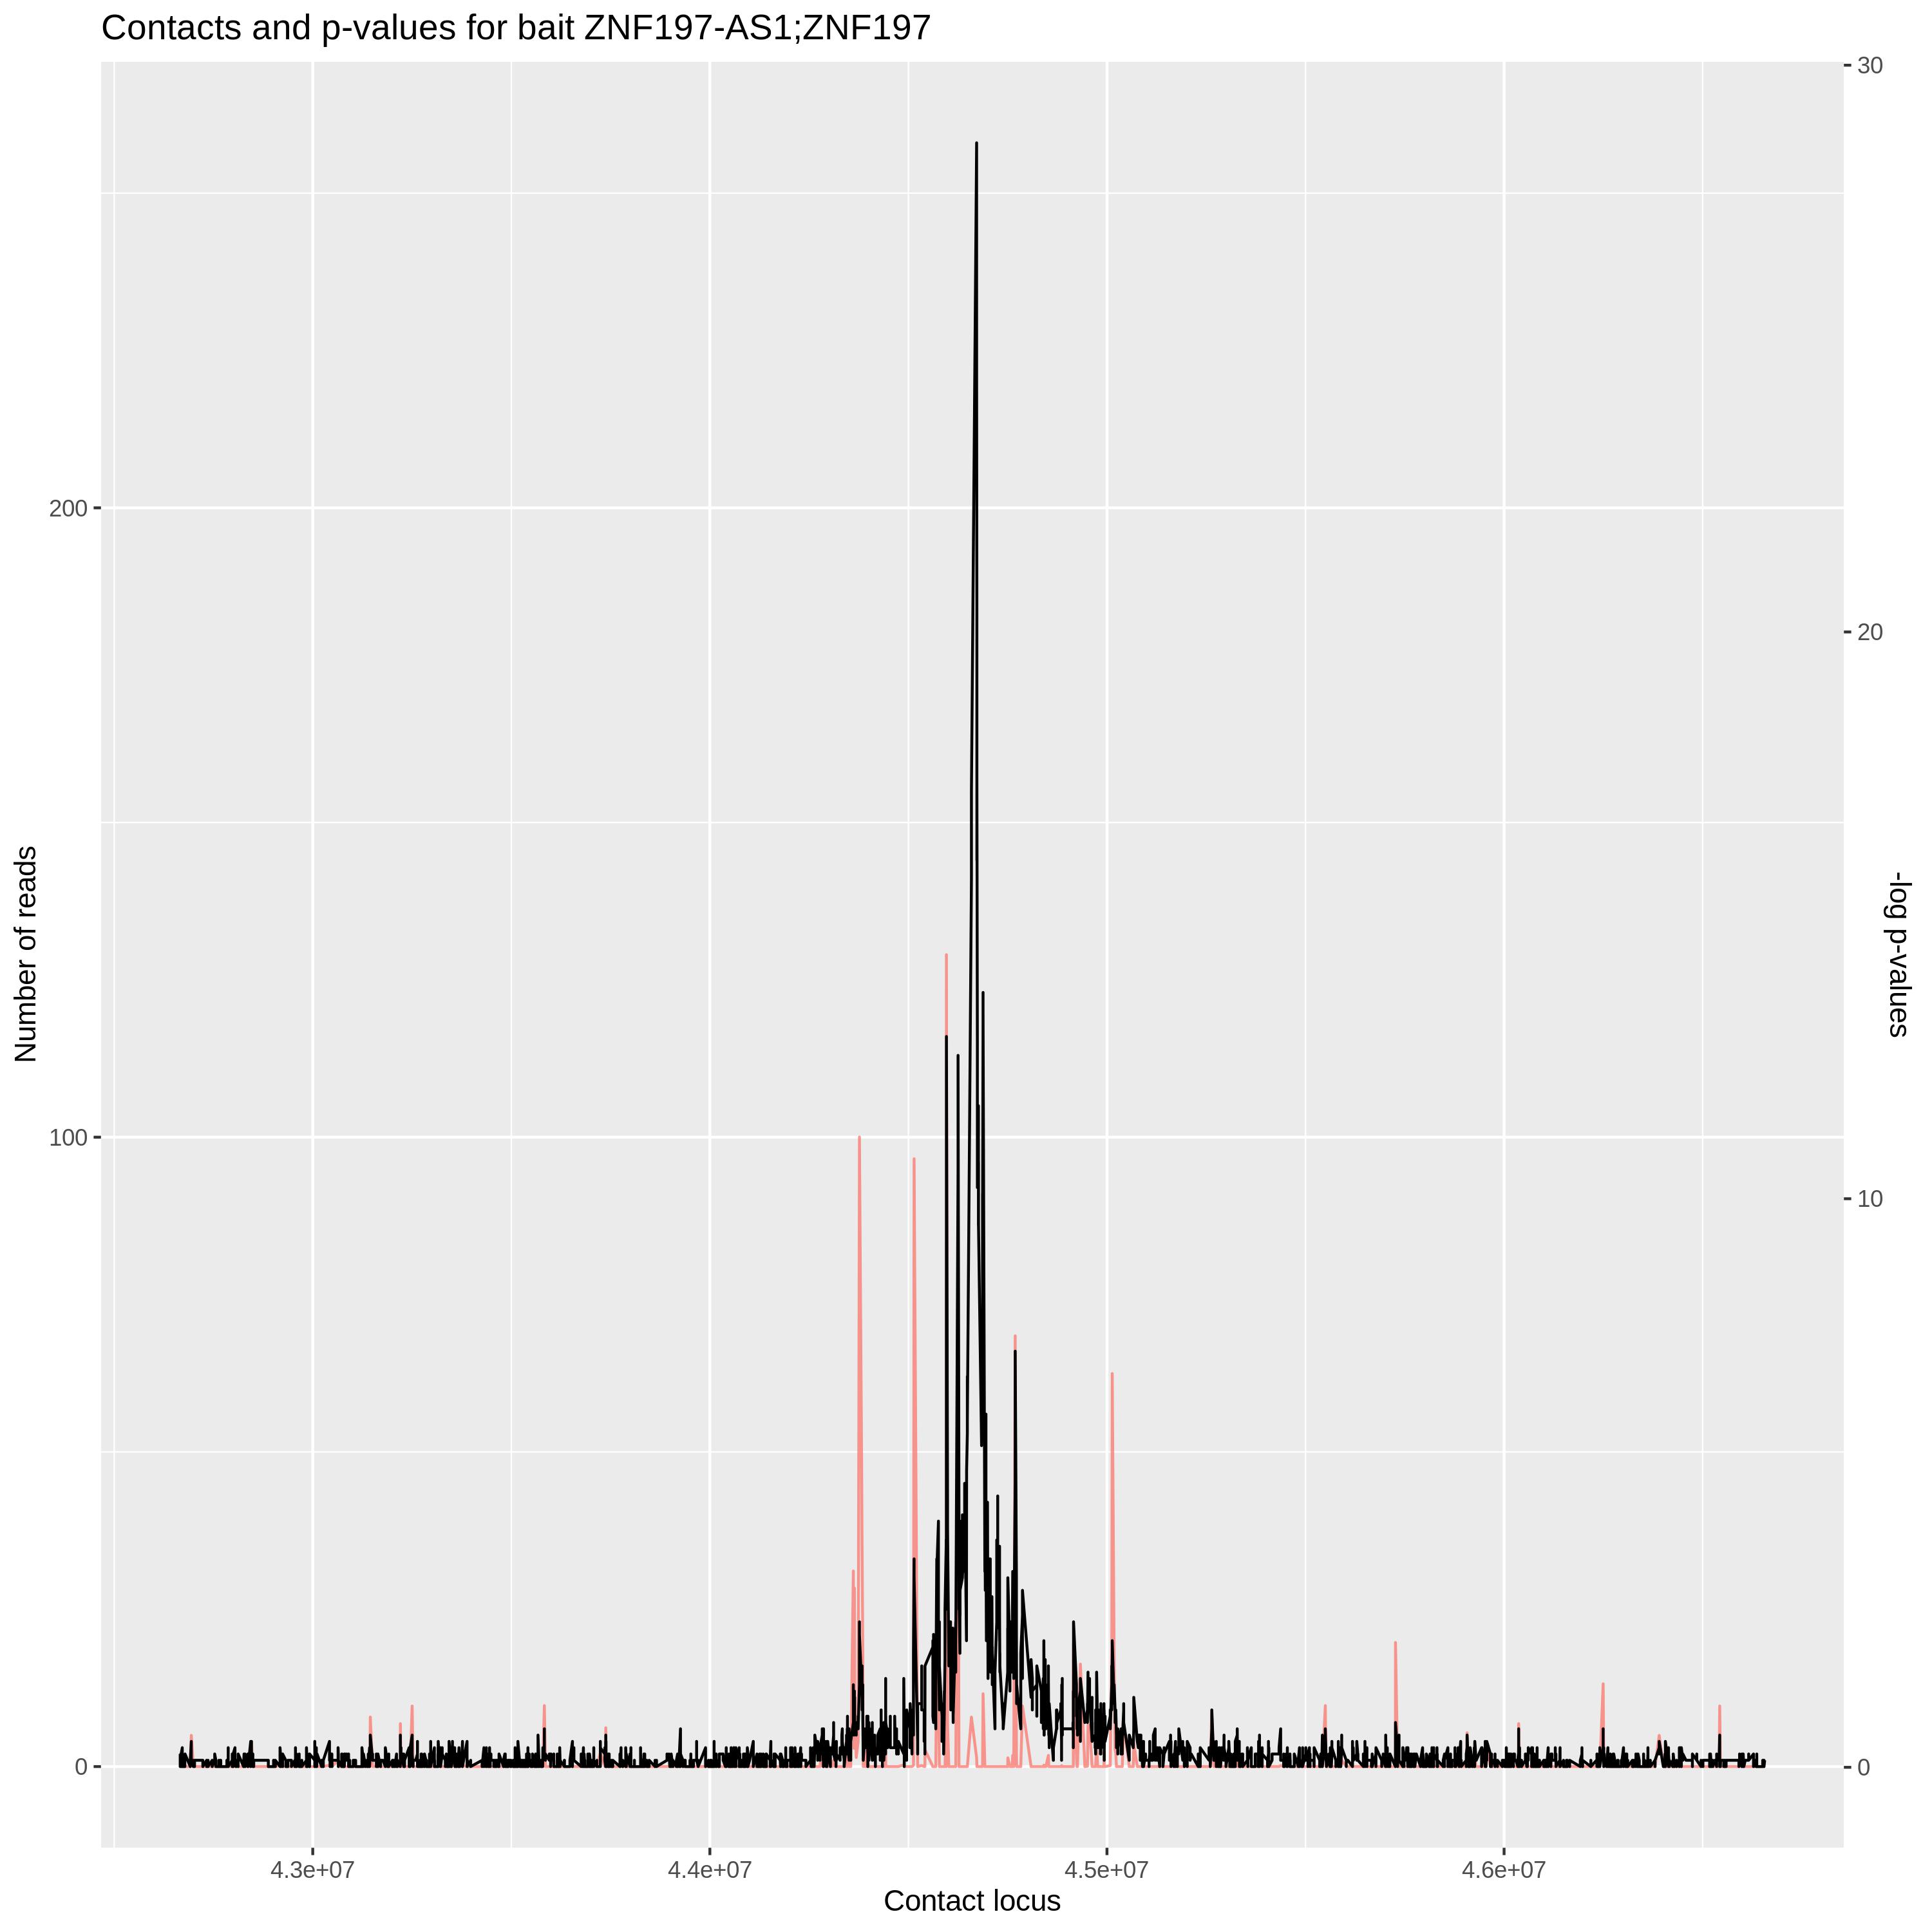 Contacts and p-values for bait ZNF197-AS1;ZNF197
30
200
20
Number of reads
-log p-values
100
10
0
0
4.3e+07
4.4e+07
4.5e+07
4.6e+07
Contact locus